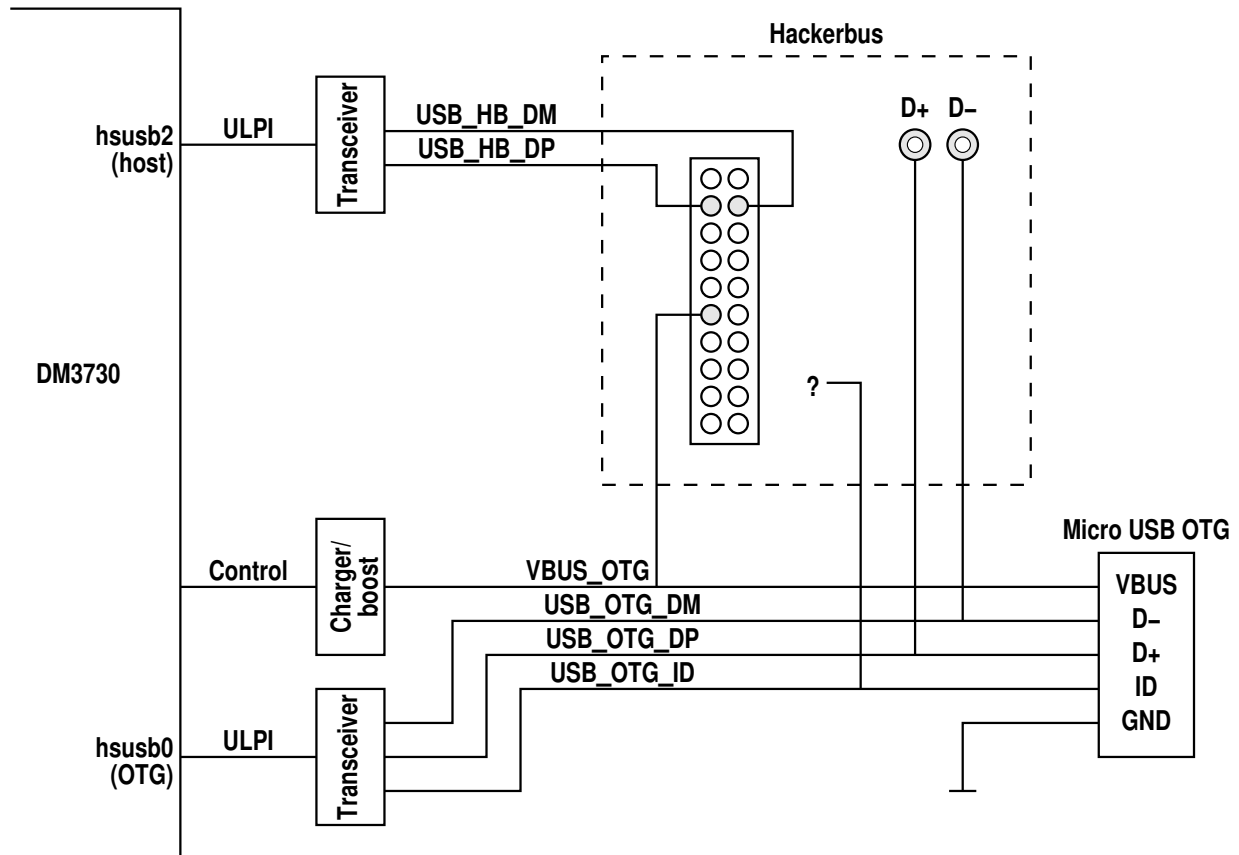 Hackerbus
D+ D−
hsusb2
(host)
ULPI
Transceiver
USB_HB_DM
USB_HB_DP
DM3730
?
Micro USB OTG
Control
Charger/
boost
VBUS_OTG
USB_OTG_DM
USB_OTG_DP
USB_OTG_ID
VBUS
D−
D+
ID
GND
hsusb0
(OTG)
ULPI
Transceiver